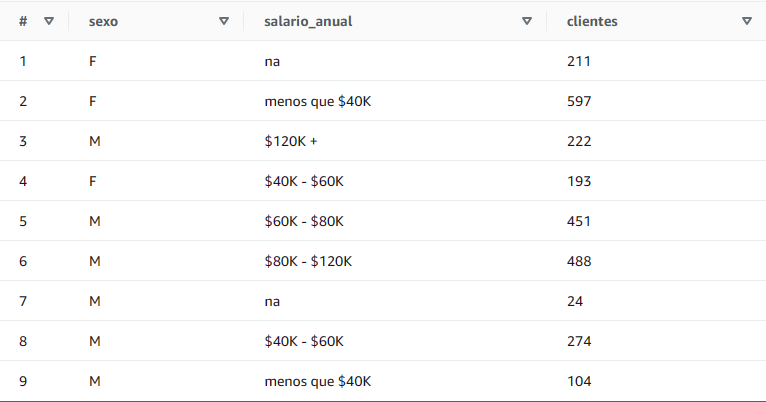 # sexo salario_anual clientes
1 F na 211
2 F menos que $40K 597
3 M $120K + 222
4 F $40K - $60K 193
5 M $60K - $80K 451
6 M $80K - $120K 488
7 M na 24
8 M $40K - $60K 274
9 M menos que $40K 104